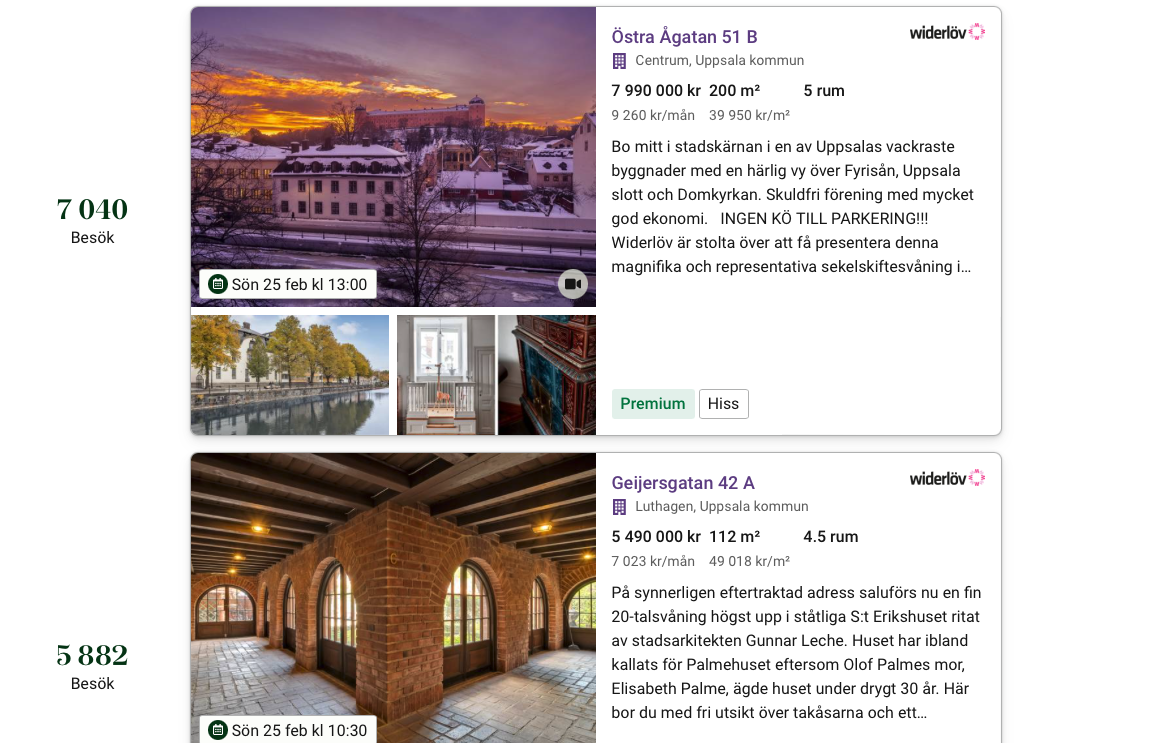 Östra Ågatan 51 B
widerlöv
Centrum, Uppsala kommun
7 990 000 kr 200 m² 5 rum
9 260 kr/mån 39 950 kr/m²
Bo mitt i stadskärnan i en av Uppsalas vackraste
byggnader med en härlig vy över Fyrisån, Uppsala
slott och Domkyrkan. Skuldfri förening med mycket
god ekonomi. INGEN KÖ TILL PARKERING!!!
Widerlöv är stolta över att få presentera denna
magnifika och representativa sekelskiftesvåning i…
7 040
Besök
Sön 25 feb kl 13:00
Premium
Hiss
Geijersgatan 42 A
widerlöv
Luthagen, Uppsala kommun
5 490 000 kr 112 m² 4.5 rum
7 023 kr/mån 49 018 kr/m²
På synnerligen eftertraktad adress saluförs nu en fin
20-talsvåning högst upp i ståtliga S:t Erikshuset ritat
av stadsarkitekten Gunnar Leche. Huset har ibland
kallats för Palmehuset eftersom Olof Palmes mor,
Elisabeth Palme, ägde huset under drygt 30 år. Här
bor du med fri utsikt över takåsarna och ett…
5 882
Besök
Sön 25 feb kl 10:30